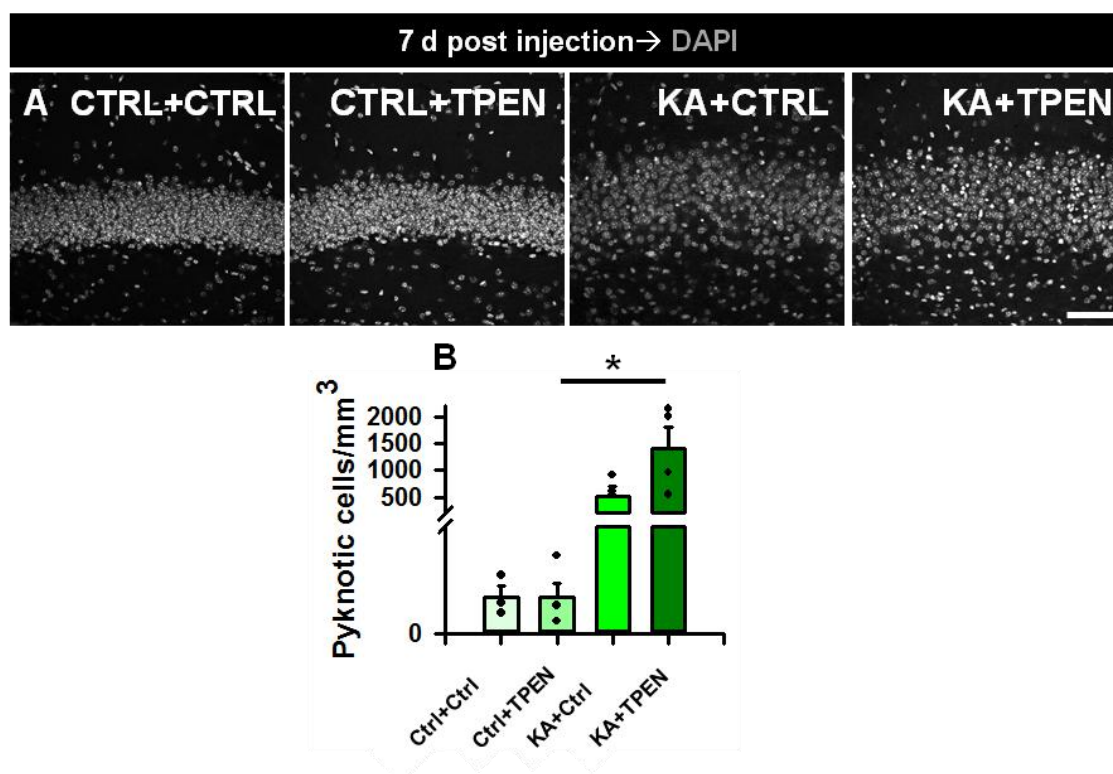 7 d post injection→ DAPI
A CTRL+CTRL
CTRL+TPEN
KA+CTRL
KA+TPEN
B
*
Pyknotic cells/mm³
2000
1500
1000
500
0
Ctrl+Ctrl
Ctrl+TPEN
KA+Ctrl
KA+TPEN